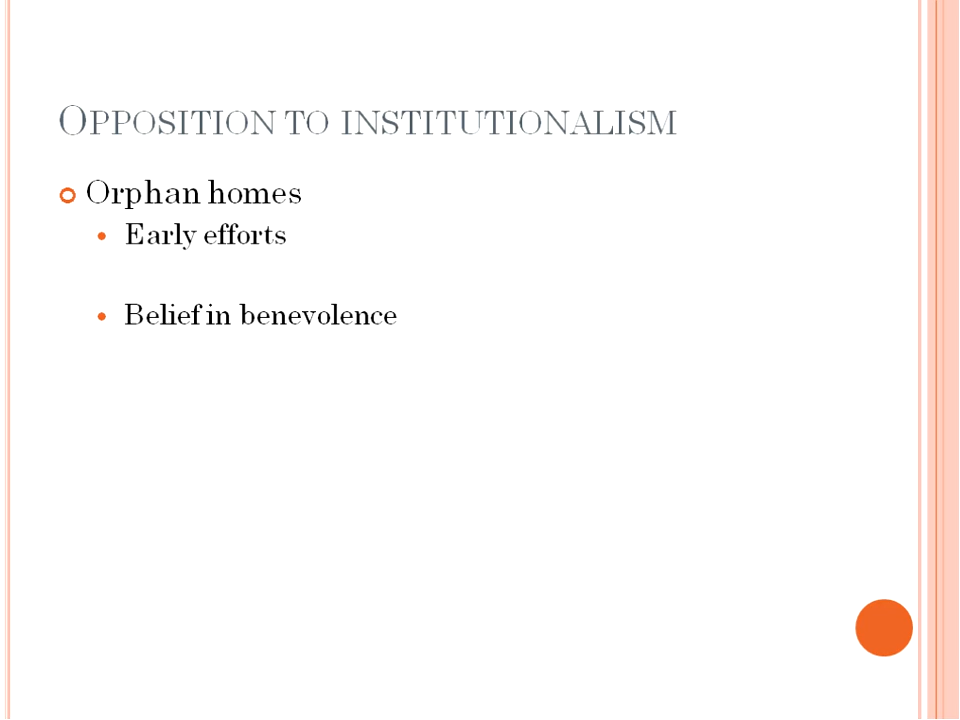 OPPOSITION TO INSTITUTIONALISM
Orphan homes
Early efforts
Belief in benevolence